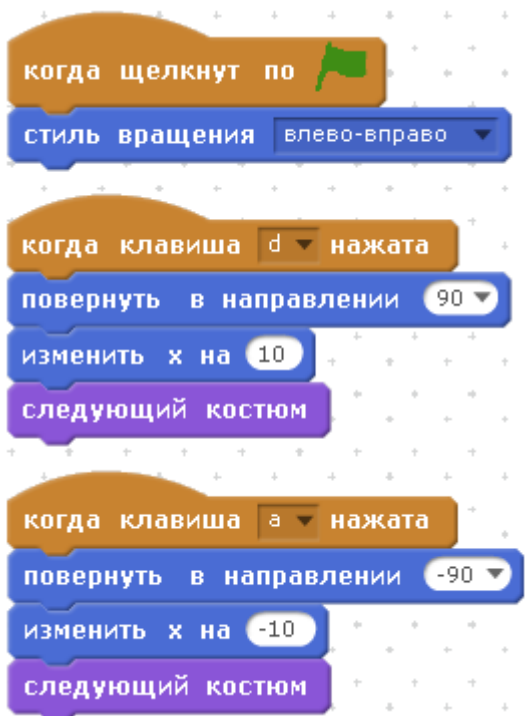 когда щелкнут по
стиль вращения влево-вправо
когда клавиша d нажата
повернуть в направлении 90
изменить x на 10
следующий костюм
когда клавиша a нажата
повернуть в направлении -90
изменить x на -10
следующий костюм